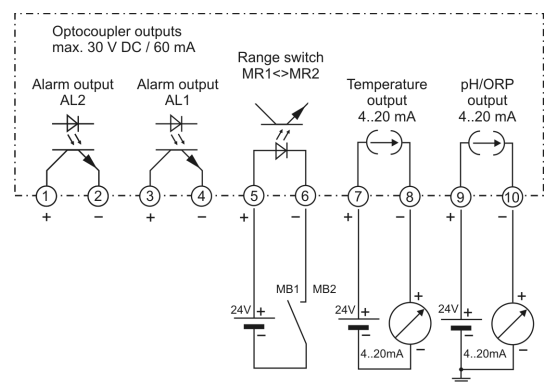 Optocoupler outputs
max. 30 V DC / 60 mA
Range switch
MR1<>MR2
Alarm output
AL2
Alarm output
AL1
Temperature
output
4..20 mA
pH/ORP
output
4..20 mA
1 2 3 4 5 6 7 8 9 10
+ – + – + – + – + –
MB1 MB2
24V + 24V + + 24V + +
– – 4..20mA – – 4..20mA –